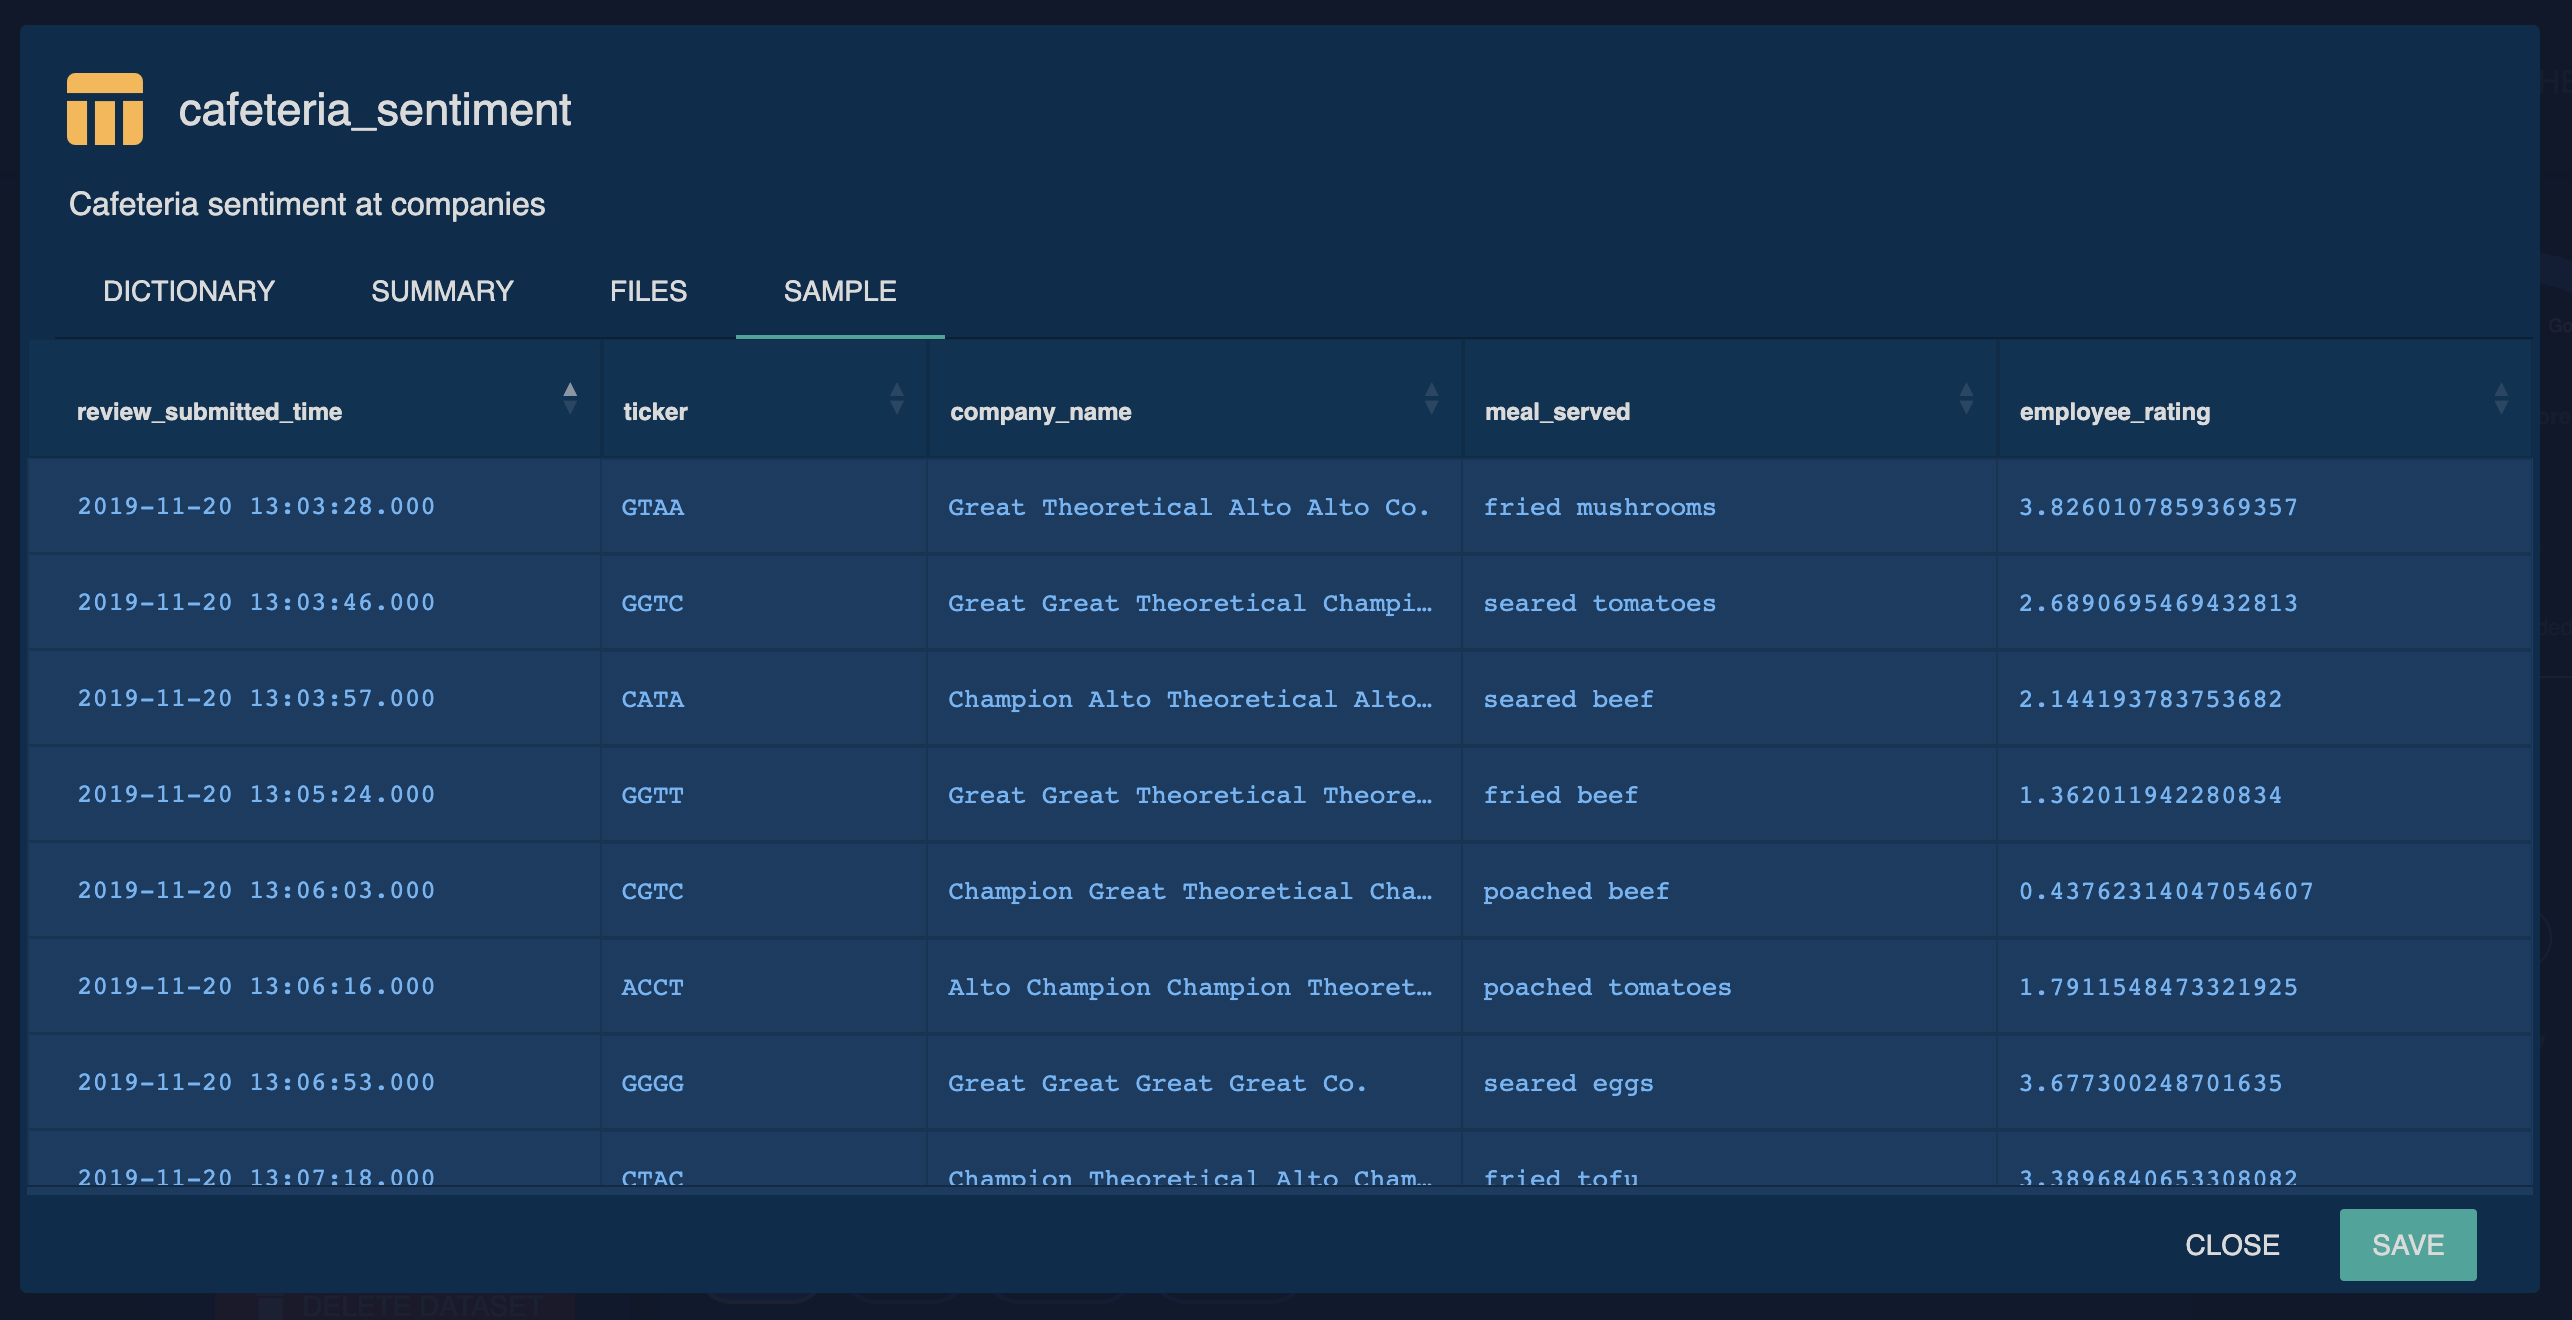 cafeteria_sentiment
Cafeteria sentiment at companies
DICTIONARY SUMMARY FILES SAMPLE
review_submitted_time ticker company_name meal_served employee_rating
2019-11-20 13:03:28.000 GTAA Great Theoretical Alto Alto Co. fried mushrooms 3.8260107859369357
2019-11-20 13:03:46.000 GGTC Great Great Theoretical Champi… seared tomatoes 2.6890695469432813
2019-11-20 13:03:57.000 CATA Champion Alto Theoretical Alto… seared beef 2.144193783753682
2019-11-20 13:05:24.000 GGTT Great Great Theoretical Theore… fried beef 1.362011942280834
2019-11-20 13:06:03.000 CGTC Champion Great Theoretical Cha… poached beef 0.43762314047054607
2019-11-20 13:06:16.000 ACCT Alto Champion Champion Theoret… poached tomatoes 1.7911548473321925
2019-11-20 13:06:53.000 GGGG Great Great Great Great Co. seared eggs 3.677300248701635
2019-11-20 13:07:18.000 CTAC Champion Theoretical Alto Cham… fried tofu 3.3896840653308082
CLOSE SAVE
DELETE DATASET